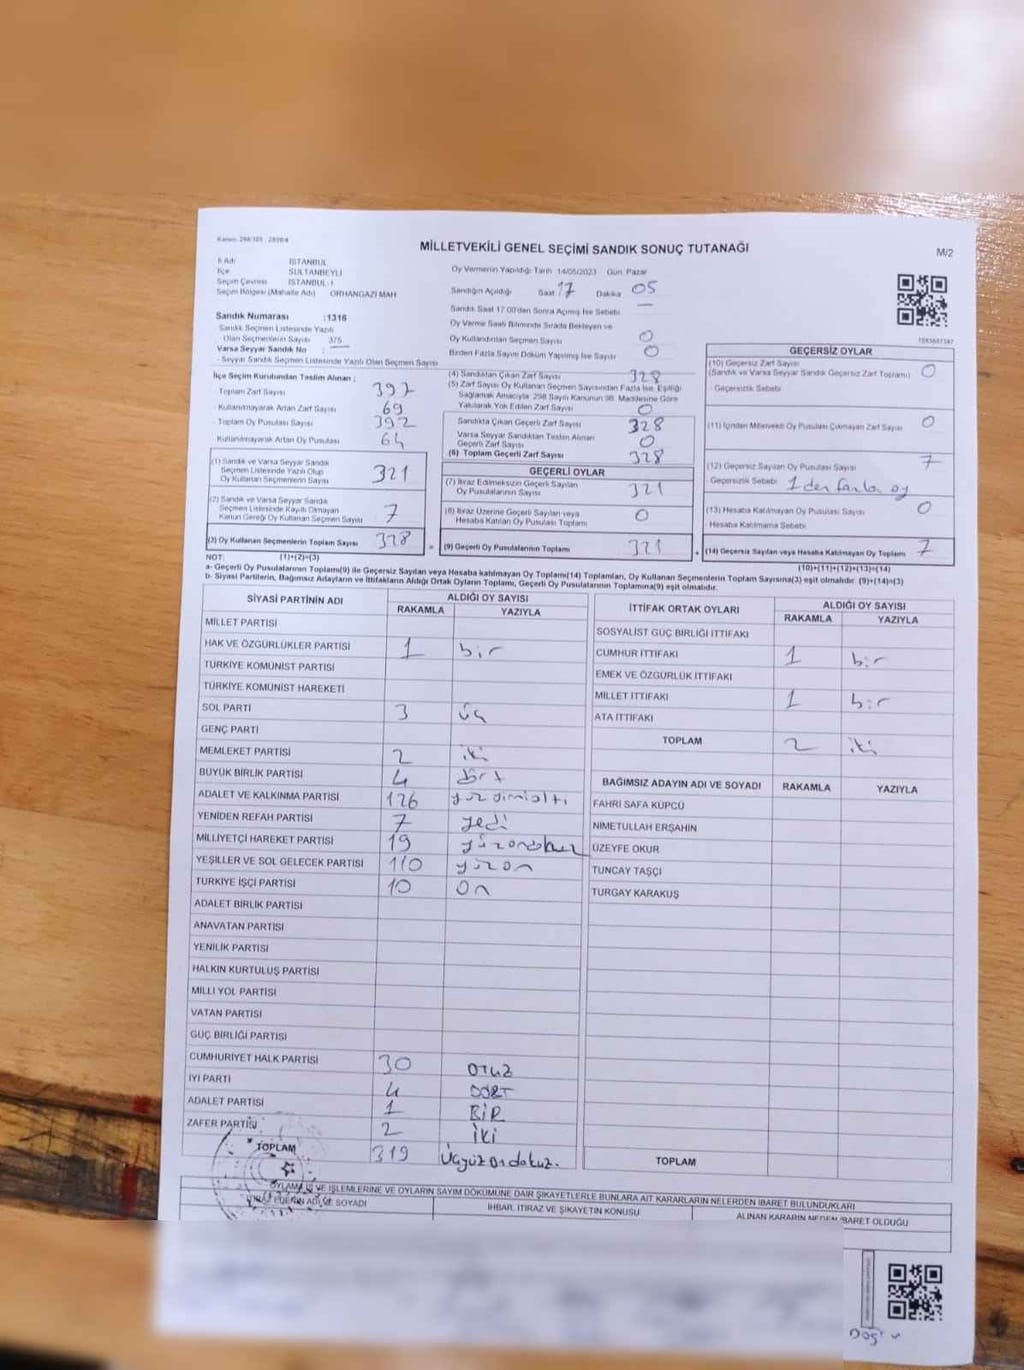 MİLLETVEKİLİ GENEL SEÇİMİ SANDIK SONUÇ TUTANAĞI
M/2
İl Adı : İSTANBUL
İlçe : SULTANBEYLİ
Seçim Çevresi : İSTANBUL-1
Seçim Bölgesi (Mahalle Adı) : ORHANGAZİ MAH
Oy Vermenin Yapıldığı Tarih 14/05/2023 Gün Pazar
Sandığın Açıldığı Saat 17 Dakika 05
Sandık Saat 17.00'den Sonra Açılmış İse Sebebi —
Oy Verme Saati Bitiminde Sırada Bekleyen ve
Oy Kullandırılan Seçmen Sayısı 0
Birden Fazla Sayım Döküm Yapılmış İse Sayısı 0
Sandık Numarası :1316
Sandık Seçmen Listesinde Yazılı
Olan Seçmenlerin Sayısı : 375
Varsa Seyyar Sandık No : —
- Seyyar Sandık Seçmen Listesinde Yazılı Olan Seçmen Sayısı
İlçe Seçim Kurulundan Teslim Alınan ;
- Toplam Zarf Sayısı 397
- Kullanılmayarak Artan Zarf Sayısı 69
- Toplam Oy Pusulası Sayısı 392
- Kullanılmayarak Artan Oy Pusulası 64
(1) Sandık ve Varsa Seyyar Sandık
Seçmen Listesinde Yazılı Olup
Oy Kullanan Seçmenlerin Sayısı 321
(2) Sandık ve Varsa Seyyar Sandık
Seçmen Listesinde Kayıtlı Olmayan
Kanun Gereği Oy Kullanan Seçmen Sayısı 7
(3) Oy Kullanan Seçmenlerin Toplam Sayısı 328
NOT: (1)+(2)=(3)
(4) Sandıktan Çıkan Zarf Sayısı 328
(5) Zarf Sayısı Oy Kullanan Seçmen Sayısından Fazla İse, Eşitliği
Sağlamak Amacıyla 298 Sayılı Kanunun 98. Maddesine Göre
Yakılarak Yok Edilen Zarf Sayısı 0
Sandıkta Çıkan Geçerli Zarf Sayısı 328
Varsa Seyyar Sandıktan Teslim Alınan
Geçerli Zarf Sayısı 0
(6) Toplam Geçerli Zarf Sayısı 328
GEÇERLİ OYLAR
(7) İtiraz Edilmeksizin Geçerli Sayılan
Oy Pusulalarının Sayısı 321
(8) İtiraz Üzerine Geçerli Sayılan veya
Hesaba Katılan Oy Pusulası Toplamı 0
(9) Geçerli Oy Pusulalarının Toplamı 321
GEÇERSİZ OYLAR
(10) Geçersiz Zarf Sayısı 0
(Sandık ve Varsa Seyyar Sandık Geçersiz Zarf Toplamı)
- Geçersizlik Sebebi
(11) İçinden Milletvekili Oy Pusulası Çıkmayan Zarf Sayısı 0
(12) Geçersiz Sayılan Oy Pusulası Sayısı 7
Geçersizlik Sebebi 1 den fazla oy
(13) Hesaba Katılmayan Oy Pusulası Sayısı 0
- Hesaba Katılmama Sebebi
(14) Geçersiz Sayılan veya Hesaba Katılmayan Oy Toplamı 7
(10)+(11)+(12)+(13)=(14)
a- Geçerli Oy Pusulasının Toplamı(9) ile Geçersiz Sayılan veya Hesaba katılmayan Oy Toplamı(14) Toplamları, Oy Kullanan Seçmenlerin Toplam Sayısına(3) eşit olmalıdır. (9)+(14)=(3)
b- Siyasi Partilerin, Bağımsız Adayların ve İttifakların Aldığı Ortak Oyların Toplamı, Geçerli Oy Pusulalarının Toplamına(9) eşit olmalıdır.
SİYASİ PARTİNİN ADI ALDIĞI OY SAYISI
RAKAMLA YAZIYLA
MİLLET PARTİSİ
HAK VE ÖZGÜRLÜKLER PARTİSİ 1 bir
TÜRKİYE KOMÜNİST PARTİSİ
TÜRKİYE KOMÜNİST HAREKETİ
SOL PARTİ 3 üç
GENÇ PARTİ
MEMLEKET PARTİSİ 2 iki
BÜYÜK BİRLİK PARTİSİ 4 dört
ADALET VE KALKINMA PARTİSİ 126
YENİDEN REFAH PARTİSİ 7 yedi
MİLLİYETÇİ HAREKET PARTİSİ 19
YEŞİLLER VE SOL GELECEK PARTİSİ 110 yüzon
TÜRKİYE İŞÇİ PARTİSİ 10 on
ADALET BİRLİK PARTİSİ
ANAVATAN PARTİSİ
YENİLİK PARTİSİ
HALKIN KURTULUŞ PARTİSİ
MİLLİ YOL PARTİSİ
VATAN PARTİSİ
GÜÇ BİRLİĞİ PARTİSİ
CUMHURİYET HALK PARTİSİ 30 OTUZ
İYİ PARTİ 4 DÖRT
ADALET PARTİSİ 1 BİR
ZAFER PARTİSİ 2 İKİ
TOPLAM 319 Üçyüzondokuz.
İTTİFAK ORTAK OYLARI ALDIĞI OY SAYISI
RAKAMLA YAZIYLA
SOSYALİST GÜÇ BİRLİĞİ İTTİFAKI
CUMHUR İTTİFAKI 1 bir
EMEK VE ÖZGÜRLÜK İTTİFAKI
MİLLET İTTİFAKI 1 bir
ATA İTTİFAKI
TOPLAM 2 iki
BAĞIMSIZ ADAYIN ADI VE SOYADI RAKAMLA YAZIYLA
FAHRİ SAFA KÜPCÜ
NİMETULLAH ERŞAHİN
ÜZEYFE OKUR
TUNCAY TAŞÇI
TURGAY KARAKUŞ
TOPLAM
OYLAMA İŞ VE İŞLEMLERİNE VE OYLARIN SAYIM DÖKÜMÜNE DAİR ŞİKAYETLERLE BUNLARA AİT KARARLARIN NELERDEN İBARET BULUNDUKLARI
ADI VE SOYADI
İHBAR, İTİRAZ VE ŞİKAYETİN KONUSU
ALINAN KARARIN NEDEN İBARET OLDUĞU